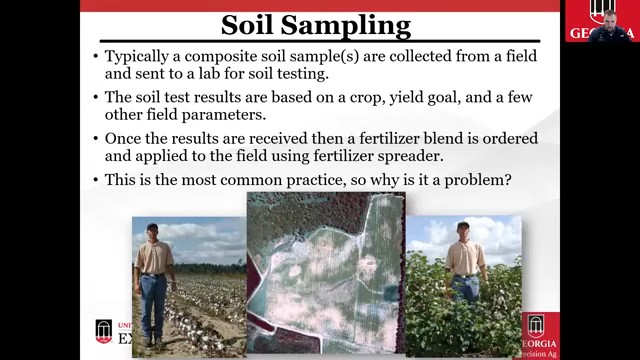 Soil Sampling
GEORGIA
• Typically a composite soil sample(s) are collected from a field
and sent to a lab for soil testing.
• The soil test results are based on a crop, yield goal, and a few
other field parameters.
• Once the results are received then a fertilizer blend is ordered
and applied to the field using fertilizer spreader.
• This is the most common practice, so why is it a problem?
UNI
EX
GEORGIA
Precision Ag